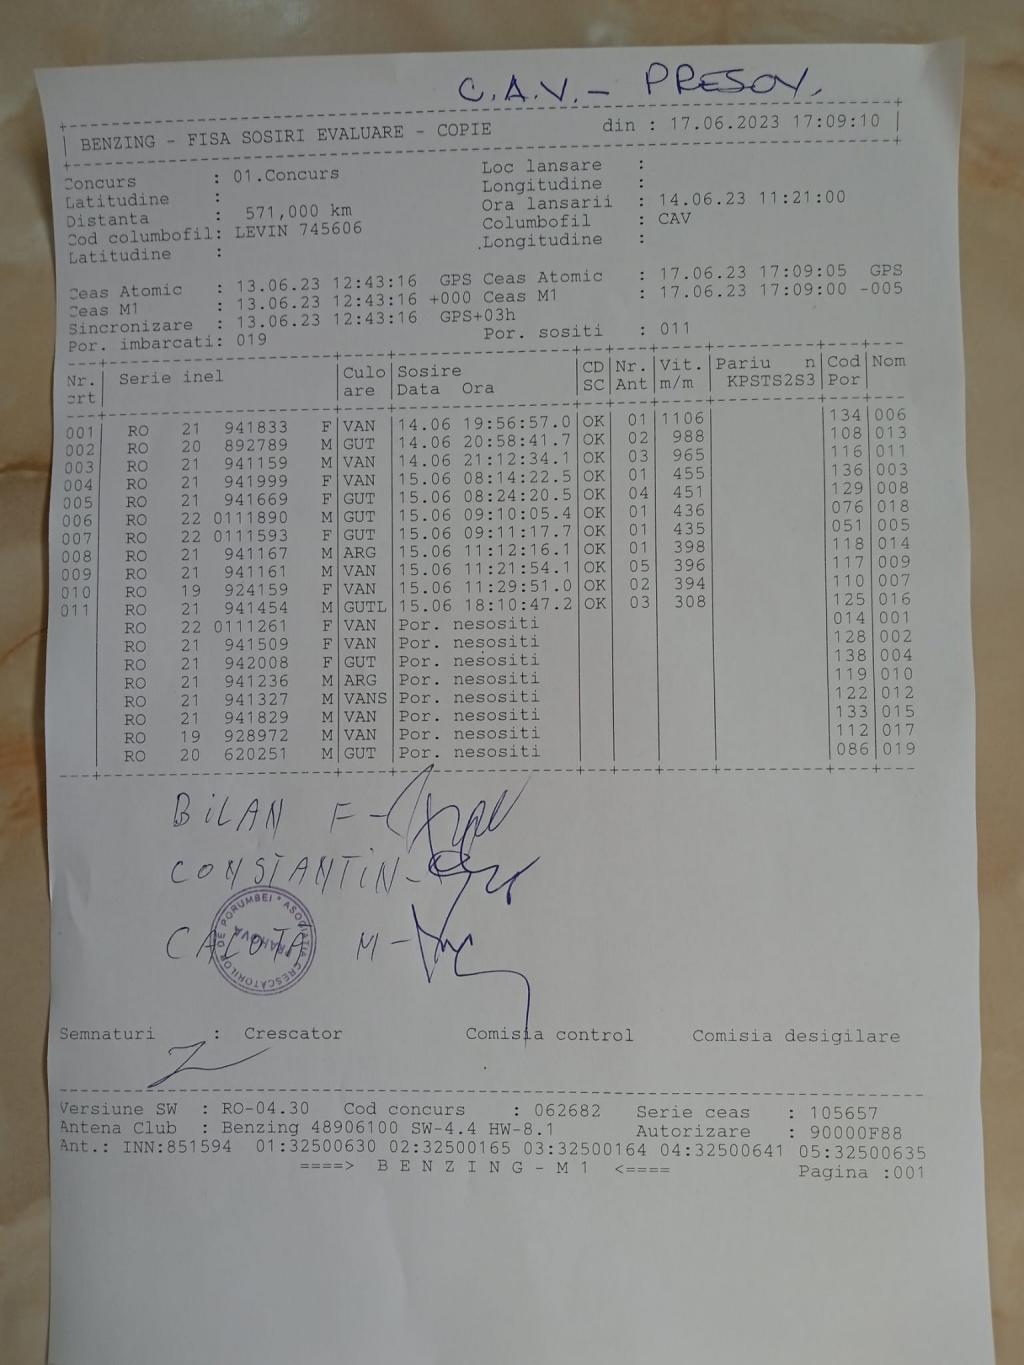 C.A.V.- PRESOV.
BENZING - FISA SOSIRI EVALUARE - COPIE din : 17.06.2023 17:09:10
Concurs : 01.Concurs Loc lansare :
Latitudine : Longitudine :
Distanta : 571,000 km Ora lansarii : 14.06.23 11:21:00
Cod columbofil: LEVIN 745606 Columbofil : CAV
Latitudine : .Longitudine :
Ceas Atomic : 13.06.23 12:43:16 GPS Ceas Atomic : 17.06.23 17:09:05 GPS
Ceas M1 : 13.06.23 12:43:16 +000 Ceas M1 : 17.06.23 17:09:00 -005
Sincronizare : 13.06.23 12:43:16 GPS+03h
Por. imbarcati: 019 Por. sositi : 011
Nr. Serie inel Culo Sosire CD Nr. Vit. Pariu n Cod Nom
crt oare Data Ora SC Ant m/m KPSTS2S3 Por
001 RO 21 941833 F VAN 14.06 19:56:57.0 OK 01 1106 134 006
002 RO 20 892789 M GUT 14.06 20:58:41.7 OK 02 988 108 013
003 RO 21 941159 M VAN 14.06 21:12:34.1 OK 03 965 116 011
004 RO 21 941999 F VAN 15.06 08:14:22.5 OK 01 455 136 003
005 RO 21 941669 F GUT 15.06 08:24:20.5 OK 04 451 129 008
006 RO 22 0111890 M GUT 15.06 09:10:05.4 OK 01 436 076 018
007 RO 22 0111593 F GUT 15.06 09:11:17.7 OK 01 435 051 005
008 RO 21 941167 M ARG 15.06 11:12:16.1 OK 01 398 118 014
009 RO 21 941161 M VAN 15.06 11:21:54.1 OK 05 396 117 009
010 RO 19 924159 F VAN 15.06 11:29:51.0 OK 02 394 110 007
011 RO 21 941454 M GUTL 15.06 18:10:47.2 OK 03 308 125 016
RO 22 0111261 F VAN Por. nesositi 014 001
RO 21 941509 F VAN Por. nesositi 128 002
RO 21 942008 F GUT Por. nesositi 138 004
RO 21 941236 M ARG Por. nesositi 119 010
RO 21 941327 M VANS Por. nesositi 122 012
RO 21 941829 M VAN Por. nesositi 133 015
RO 19 928972 M VAN Por. nesositi 112 017
RO 20 620251 M GUT Por. nesositi 086 019
BILAN F-
CONSTANTIN-
CALOTA M-
ASOCIATIA CRESCATORILOR DE PORUMBEI * PRAHOVA
Semnaturi : Crescator Comisia control Comisia desigilare
Versiune SW : RO-04.30 Cod concurs : 062682 Serie ceas : 105657
Antena Club : Benzing 48906100 SW-4.4 HW-8.1 Autorizare : 90000F88
Ant.: INN:851594 01:32500630 02:32500165 03:32500164 04:32500641 05:32500635
====> B E N Z I N G - M 1 <==== Pagina :001